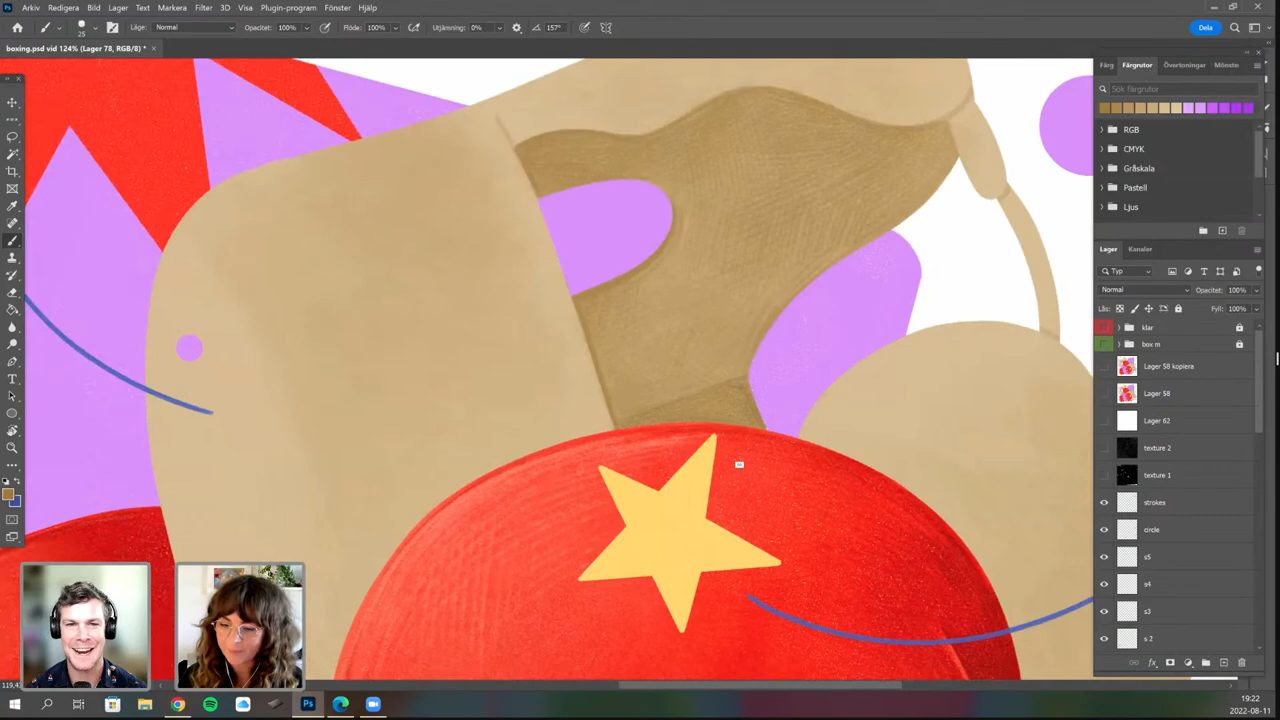 Arkiv Redigera Bild Lager Text Markera Filter 3D Visa Plugin-program Fönster Hjälp
25 Läge: Normal Opacitet: 100% Flöde: 100% Utjämning: 0% 157° Dela
boxing.psd vid 124% (Lager 78, RGB/8) *
Färg Färgrutor Övertoningar Mönste
Sök färgrutor
RGB
CMYK
Gråskala
Pastell
Ljus
Lager Kanaler
Typ
Normal Opacitet: 100%
Lås: Fyll: 100%
klar
box m
Lager 58 kopiera
Lager 58
Lager 62
texture 2
texture 1
strokes
circle
s5
s4
s3
s 2
19:22
2022-08-11